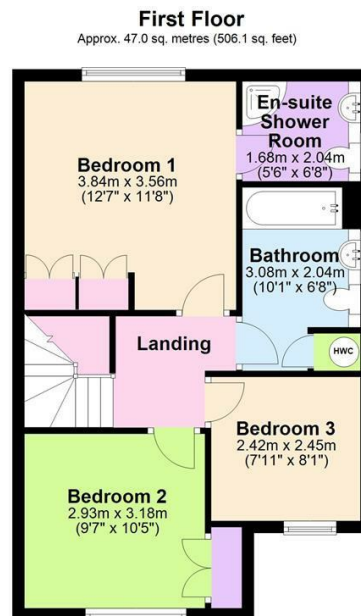 First Floor
Approx. 47.0 sq. metres (506.1 sq. feet)
En-suite
Shower
Room
1.68m x 2.04m
(5'6" x 6'8")
Bedroom 1
3.84m x 3.56m
(12'7" x 11'8")
Bathroom
3.08m x 2.04m
(10'1" x 6'8")
Landing
HWC
Bedroom 3
2.42m x 2.45m
(7'11" x 8'1")
Bedroom 2
2.93m x 3.18m
(9'7" x 10'5")